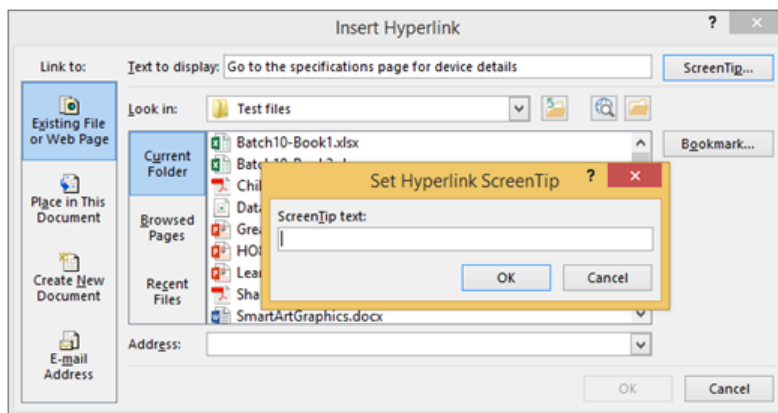 Insert Hyperlink
?
Link to:
Text to display: Go to the specifications page for device details
ScreenTip...
Existing File
or Web Page
Look in: Test files
Bookmark...
Current
Folder
Batch10-Book1.xlsx
Place in This
Document
Browsed
Pages
Create New
Document
Recent
Files
SmartArtGraphics.docx
E-mail
Address
Address:
OK Cancel
Set Hyperlink ScreenTip
?
ScreenTip text:
OK Cancel